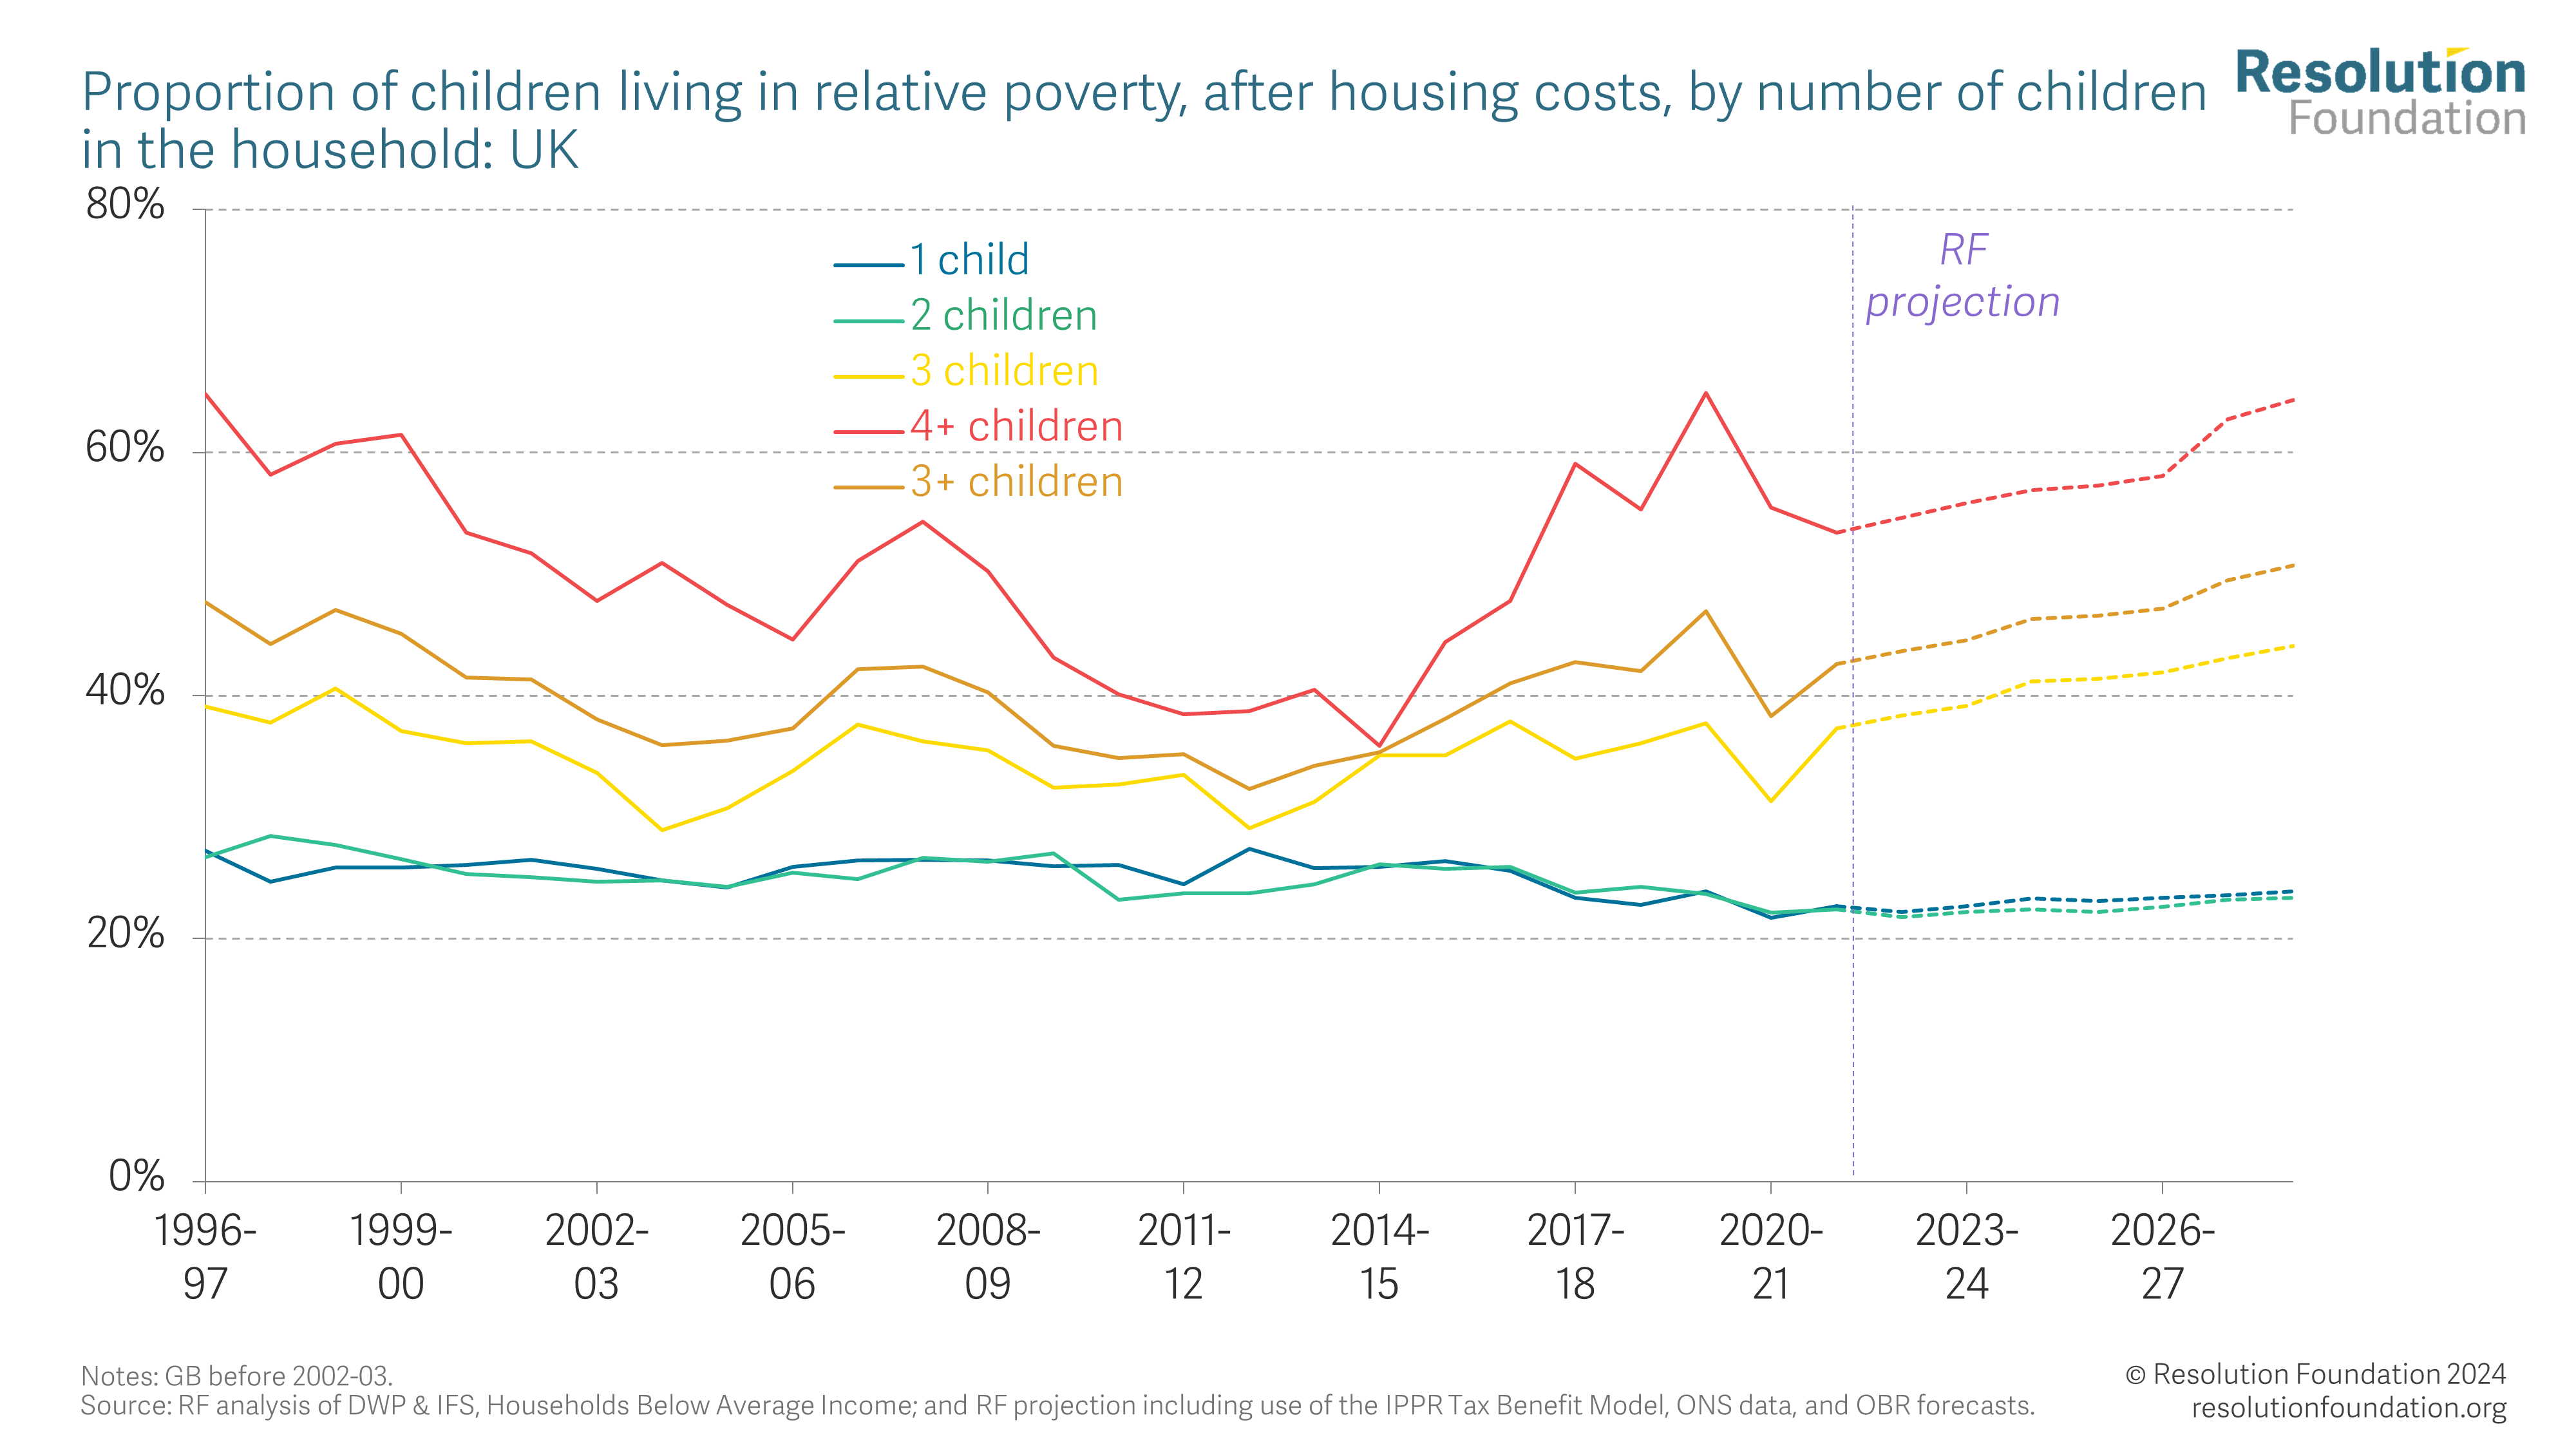 Proportion of children living in relative poverty, after housing costs, by number of children
in the household: UK
Resolution
Foundation
80%
60%
40%
20%
0%
1 child
2 children
3 children
4+ children
3+ children
RF
projection
1996-
97
1999-
00
2002-
03
2005-
06
2008-
09
2011-
12
2014-
15
2017-
18
2020-
21
2023-
24
2026-
27
Notes: GB before 2002-03.
Source: RF analysis of DWP & IFS, Households Below Average Income; and RF projection including use of the IPPR Tax Benefit Model, ONS data, and OBR forecasts.
© Resolution Foundation 2024
resolutionfoundation.org